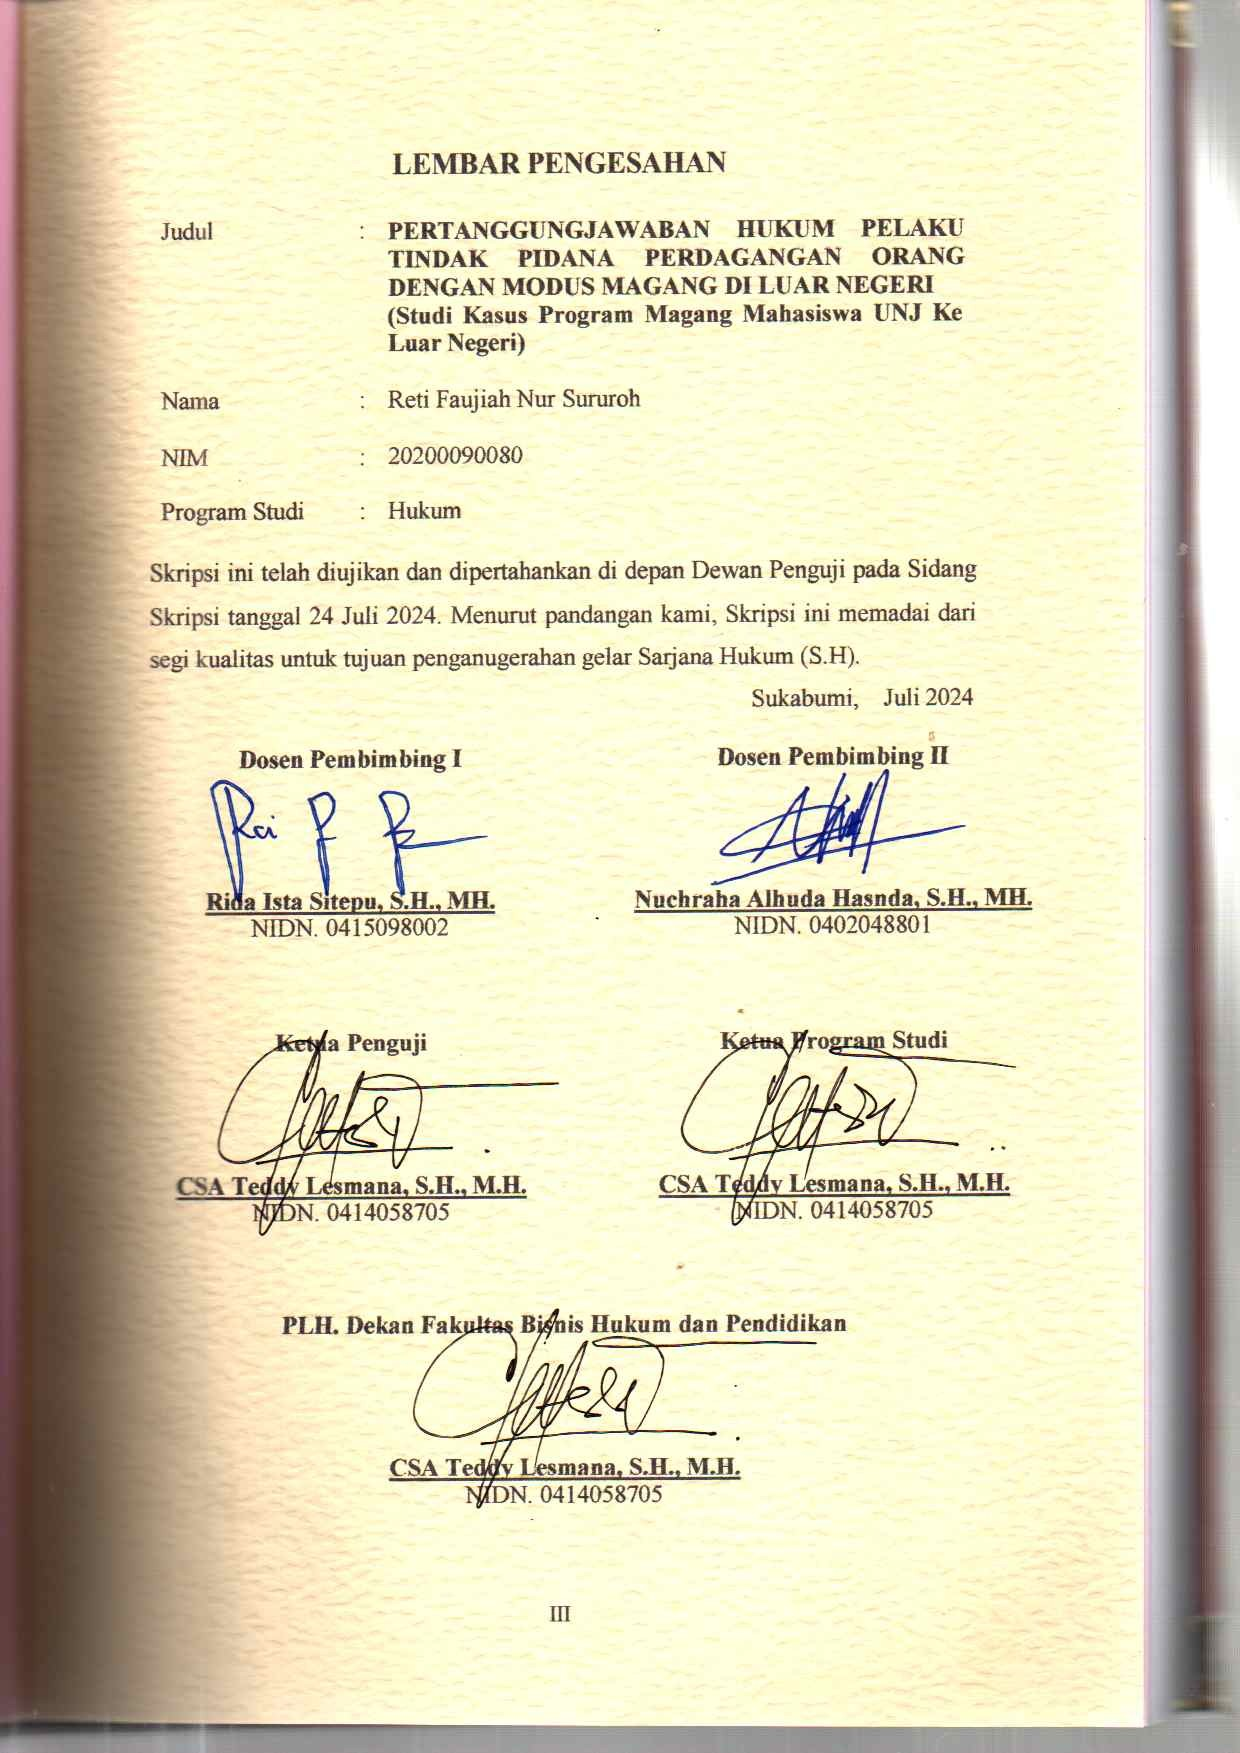 LEMBAR PENGESAHAN
Judul : PERTANGGUNGJAWABAN HUKUM PELAKU
TINDAK PIDANA PERDAGANGAN ORANG
DENGAN MODUS MAGANG DI LUAR NEGERI
(Studi Kasus Program Magang Mahasiswa UNJ Ke
Luar Negeri)
Nama : Reti Faujiah Nur Sururoh
NIM : 20200090080
Program Studi : Hukum
Skripsi ini telah diujikan dan dipertahankan di depan Dewan Penguji pada Sidang
Skripsi tanggal 24 Juli 2024. Menurut pandangan kami, Skripsi ini memadai dari
segi kualitas untuk tujuan penganugerahan gelar Sarjana Hukum (S.H).
Sukabumi, Juli 2024
Dosen Pembimbing I
Rida Ista Sitepu, S.H., MH.
NIDN. 0415098002
Dosen Pembimbing II
Nuchraha Alhuda Hasnda, S.H., MH.
NIDN. 0402048801
Ketua Penguji
CSA Teddy Lesmana, S.H., M.H.
NIDN. 0414058705
Ketua Program Studi
CSA Teddy Lesmana, S.H., M.H.
NIDN. 0414058705
PLH. Dekan Fakultas Bisnis Hukum dan Pendidikan
CSA Teddy Lesmana, S.H., M.H.
NIDN. 0414058705
III